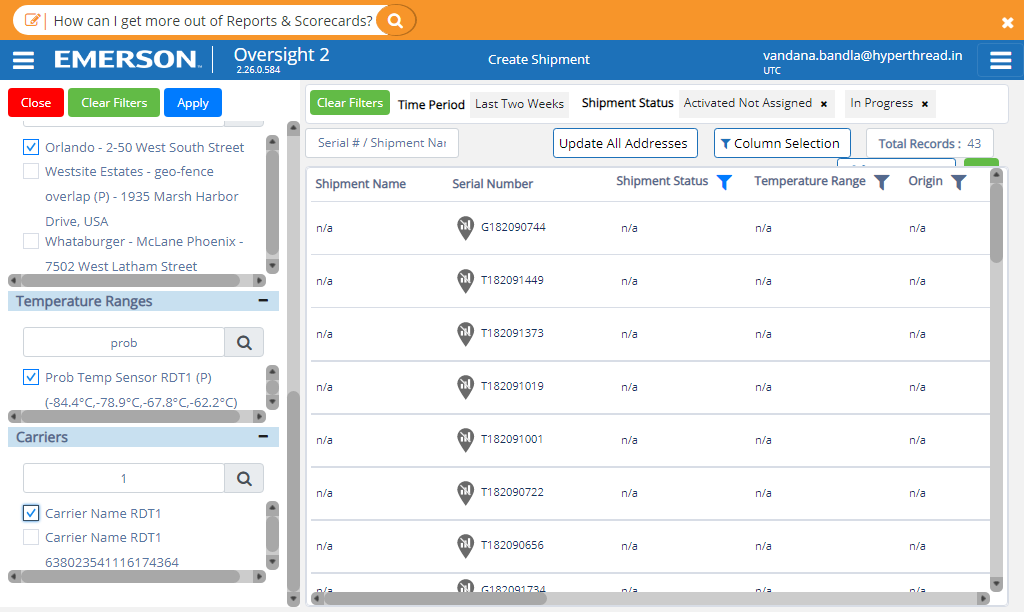 How can I get more out of Reports & Scorecards?
EMERSON
Oversight 2
2.26.0.584
Create Shipment
vandana.bandla@hyperthread.in
UTC
Close
Clear Filters
Apply
Orlando - 2-50 West South Street
Westsite Estates - geo-fence
overlap (P) - 1935 Marsh Harbor
Drive, USA
Whataburger - McLane Phoenix -
7502 West Latham Street
Temperature Ranges
prob
Prob Temp Sensor RDT1 (P)
(-84.4°C,-78.9°C,-67.8°C,-62.2°C)
Carriers
1
Carrier Name RDT1
Carrier Name RDT1
638023541116174364
Clear Filters
Time Period
Last Two Weeks
Shipment Status
Activated Not Assigned ×
In Progress ×
Serial # / Shipment Nar
Update All Addresses
Column Selection
Total Records : 43
Shipment Name Serial Number Shipment Status Temperature Range Origin
n/a G182090744 n/a n/a n/a
n/a T182091449 n/a n/a n/a
n/a T182091373 n/a n/a n/a
n/a T182091019 n/a n/a n/a
n/a T182091001 n/a n/a n/a
n/a T182090722 n/a n/a n/a
n/a T182090656 n/a n/a n/a
n/a G182091734 n/a n/a n/a